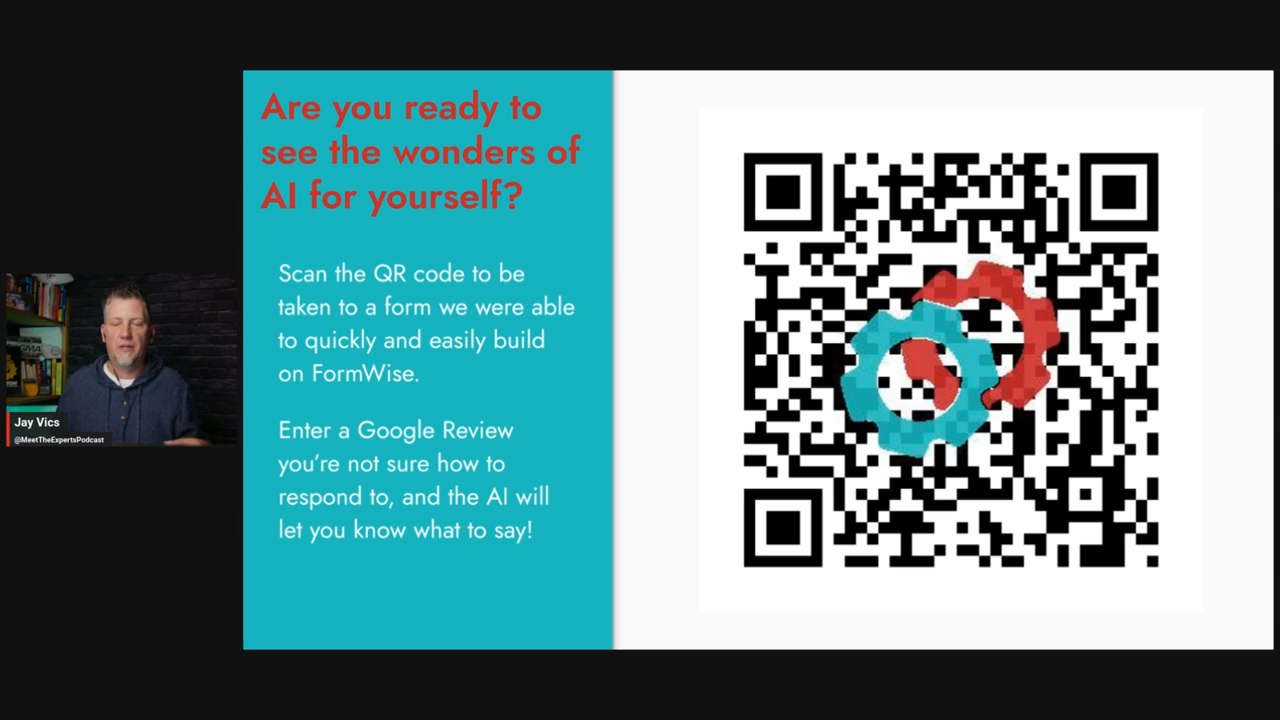 Are you ready to
see the wonders of
AI for yourself?
Scan the QR code to be
taken to a form we were able
to quickly and easily build
on FormWise.
Enter a Google Review
you're not sure how to
respond to, and the AI will
let you know what to say!
Jay Vics
@MeetTheExpertsPodcast